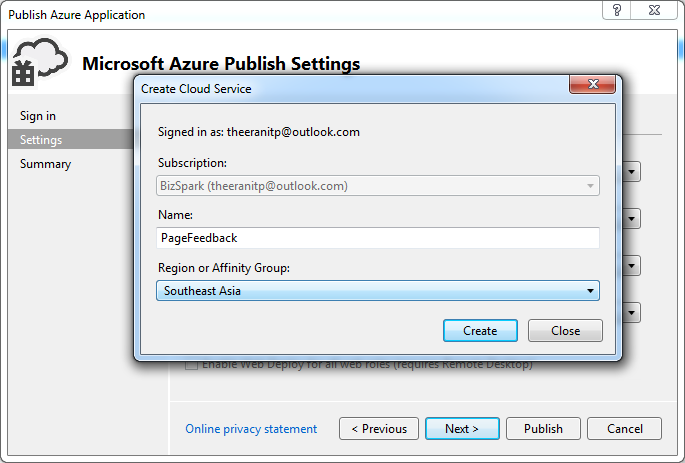 Publish Azure Application
Microsoft Azure Publish Settings
Sign in
Settings
Summary
Create Cloud Service
Signed in as: theeranitp@outlook.com
Subscription:
BizSpark (theeranitp@outlook.com)
Name:
PageFeedback
Region or Affinity Group:
Southeast Asia
Create
Close
Enable Web Deploy for all web roles (requires Remote Desktop)
Online privacy statement
< Previous
Next >
Publish
Cancel